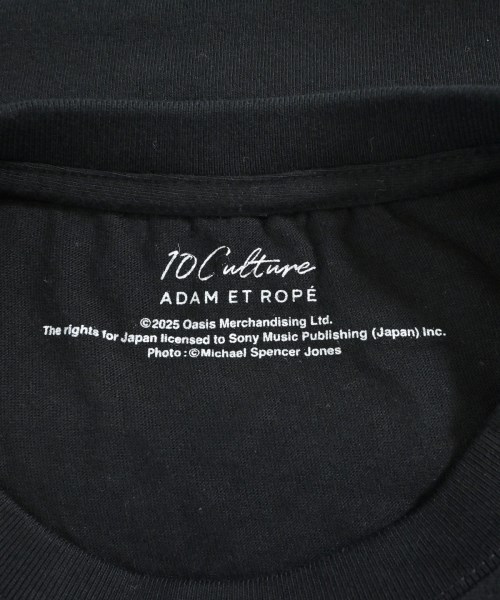 10 Culture
ADAM ET ROPÉ
©2025 Oasis Merchandising Ltd.
The rights for Japan licensed to Sony Music Publishing (Japan) Inc.
Photo:©Michael Spencer Jones